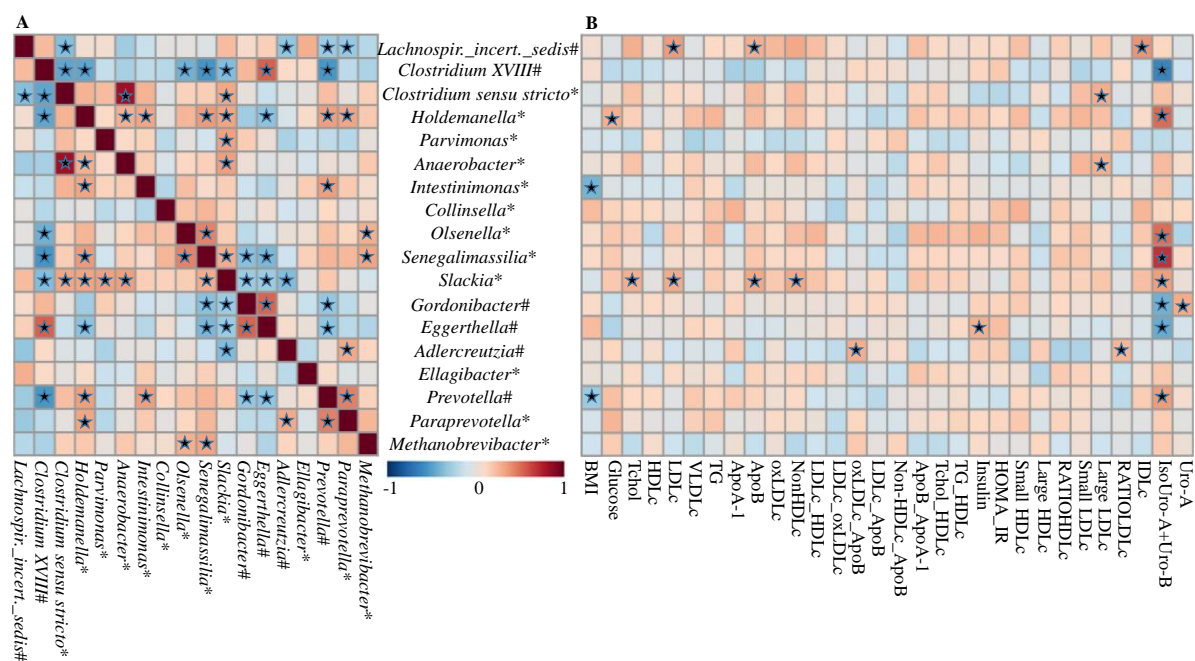 A
B
Lachnospir._incert._sedis#
Clostridium XVIII#
Clostridium sensu stricto*
Holdemanella*
Parvimonas*
Anaerobacter*
Intestinimonas*
Collinsella*
Olsenella*
Senegalimassilia*
Slackia*
Gordonibacter#
Eggerthella#
Adlercreutzia#
Ellagibacter*
Prevotella#
Paraprevotella*
Methanobrevibacter*
-1 0 1
Lachnospir._incert._sedis#
Clostridium XVIII#
Clostridium sensu stricto*
Holdemanella*
Parvimonas*
Anaerobacter*
Intestinimonas*
Collinsella*
Olsenella*
Senegalimassilia*
Slackia*
Gordonibacter#
Eggerthella#
Adlercreutzia#
Ellagibacter*
Prevotella#
Paraprevotella*
Methanobrevibacter*
BMI
Glucose
Tchol
HDLc
LDLc
VLDLc
TG
ApoA-1
ApoB
oxLDLc
NonHDLc
LDLc_HDLc
LDLc_oxLDLc
oxLDLc_ApoB
LDLc_ApoB
Non-HDLc_ApoB
ApoB_ApoA-1
Tchol_HDLc
TG_HDLc
Insulin
HOMA_IR
Small HDLc
Large HDLc
RATIOHDLc
Small LDLc
Large LDLc
RATIOLDLc
IDLc
IsoUro-A+Uro-B
Uro-A